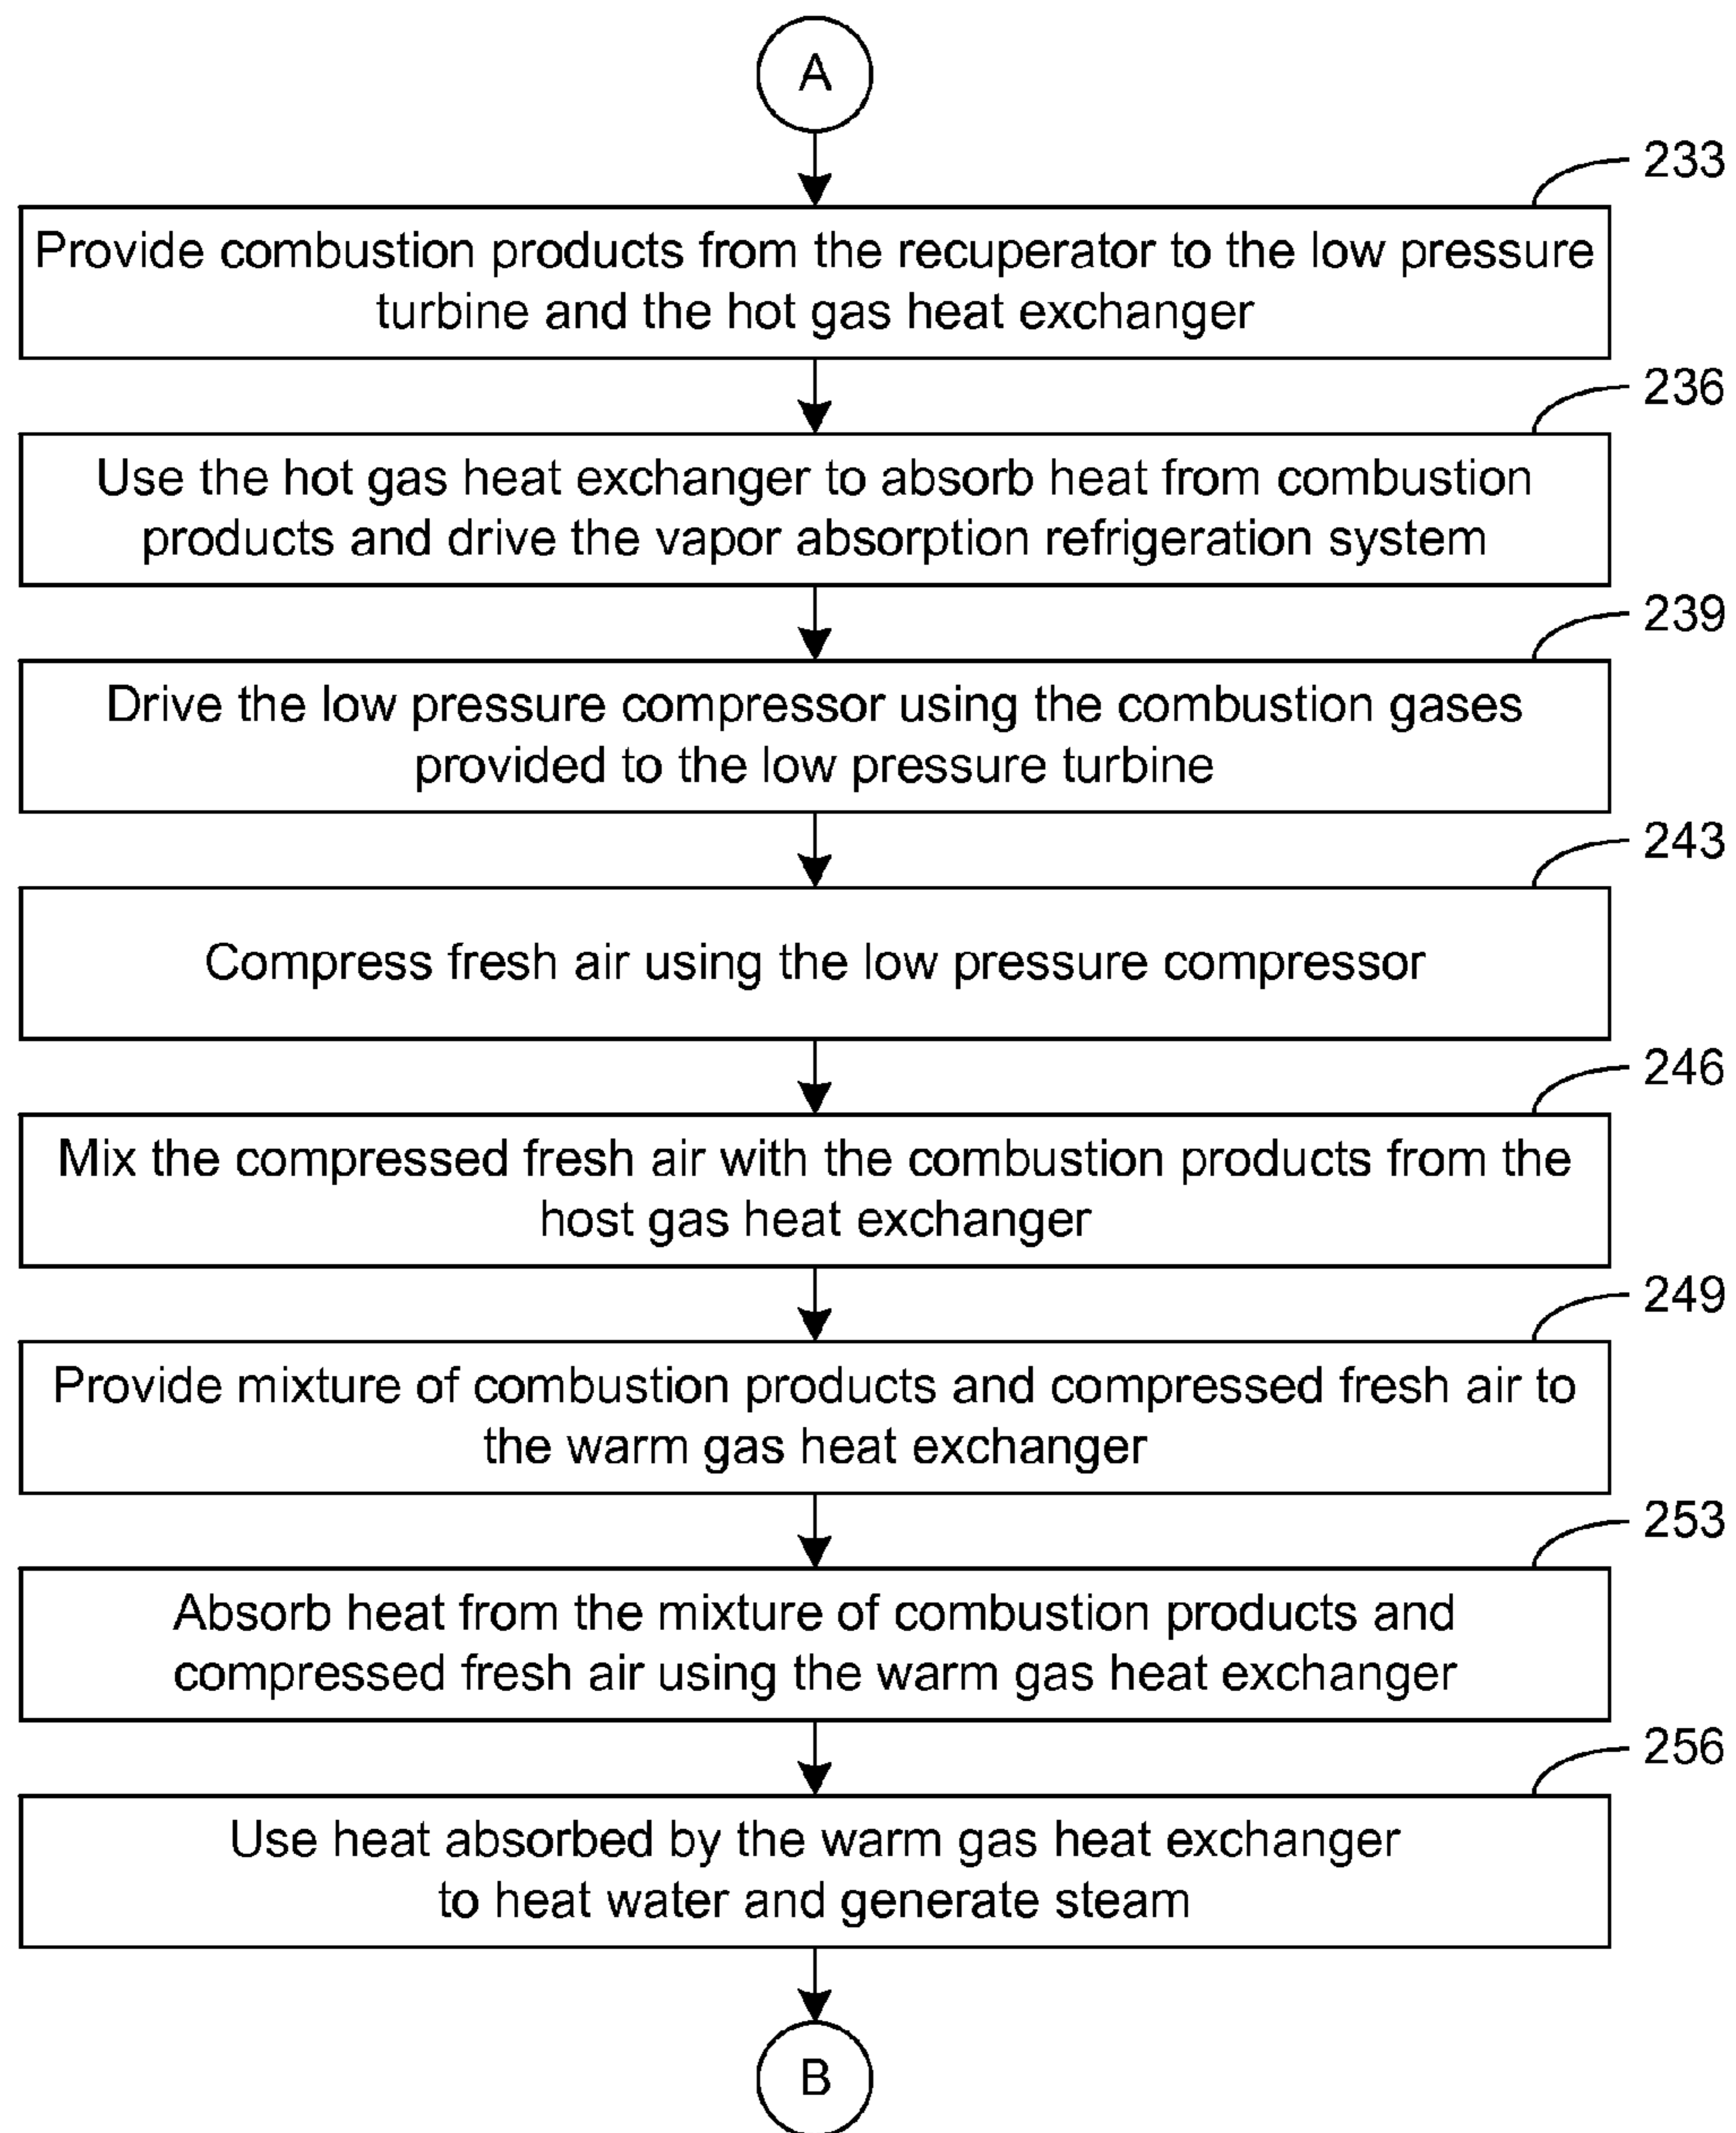 A
233
Provide combustion products from the recuperator to the low pressure
turbine and the hot gas heat exchanger
236
Use the hot gas heat exchanger to absorb heat from combustion
products and drive the vapor absorption refrigeration system
239
Drive the low pressure compressor using the combustion gases
provided to the low pressure turbine
243
Compress fresh air using the low pressure compressor
246
Mix the compressed fresh air with the combustion products from the
host gas heat exchanger
249
Provide mixture of combustion products and compressed fresh air to
the warm gas heat exchanger
253
Absorb heat from the mixture of combustion products and
compressed fresh air using the warm gas heat exchanger
256
Use heat absorbed by the warm gas heat exchanger
to heat water and generate steam
B